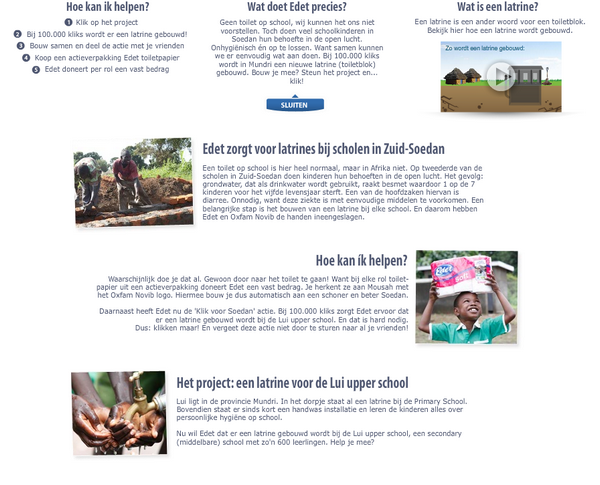 Hoe kan ik helpen?
1 Klik op het project
2 Bij 100.000 kliks wordt er een latrine gebouwd!
3 Bouw samen en deel de actie met je vrienden
4 Koop een actieverpakking Edet toiletpapier
5 Edet doneert per rol een vast bedrag
Wat doet Edet precies?
Geen toilet op school, wij kunnen het ons niet
voorstellen. Toch doen veel schoolkinderen in
Soedan hun behoefte in de open lucht.
Onhygiënisch én op te lossen. Want samen kunnen
we er eenvoudig wat aan doen. Bij 100.000 kliks
wordt in Mundri een nieuwe latrine (toiletblok)
gebouwd. Bouw je mee? Steun het project en...
klik!
SLUITEN
Wat is een latrine?
Een latrine is een ander woord voor een toiletblok.
Bekijk hier hoe een latrine wordt gebouwd.
Zo wordt een latrine gebouwd:
Edet zorgt voor latrines bij scholen in Zuid-Soedan
Een toilet op school is hier heel normaal, maar in Afrika niet. Op tweederde van de
scholen in Zuid-Soedan doen kinderen hun behoeften in de open lucht. Het gevolg:
grondwater, dat als drinkwater wordt gebruikt, raakt besmet waardoor 1 op de 7
kinderen voor het vijfde levensjaar sterft. Een van de hoofdzaken hiervan is
diarree. Onnodig, want deze ziekte is met eenvoudige middelen te voorkomen. Een
belangrijke stap is het bouwen van een latrine bij elke school. En daarom hebben
Edet en Oxfam Novib de handen ineengeslagen.
Hoe kan ík helpen?
Waarschijnlijk doe je dat al. Gewoon door naar het toilet te gaan! Want bij elke rol toilet-
papier uit een actieverpakking doneert Edet een vast bedrag. Je herkent ze aan Mousah met
het Oxfam Novib logo. Hiermee bouw je dus automatisch aan een schoner en beter Soedan.
Daarnaast heeft Edet nu de 'Klik voor Soedan' actie. Bij 100.000 kliks zorgt Edet ervoor dat
er een latrine gebouwd wordt bij de Lui upper school. En dat is hard nodig.
Dus: klikken maar! En vergeet deze actie niet door te sturen naar al je vrienden!
Edet
Soft
Het project: een latrine voor de Lui upper school
Lui ligt in de provincie Mundri. In het dorpje staat al een latrine bij de Primary School.
Bovendien staat er sinds kort een handwas installatie en leren de kinderen alles over
persoonlijke hygiëne op school.
Nu wil Edet dat er een latrine gebouwd wordt bij de Lui upper school, een secondary
(middelbare) school met zo'n 600 leerlingen. Help je mee?